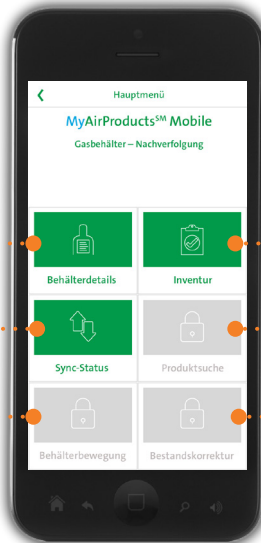 Hauptmenü
MyAirProducts℠ Mobile
Gasbehälter – Nachverfolgung
Behälterdetails
Inventur
Sync-Status
Produktsuche
Behälterbewegung
Bestandskorrektur